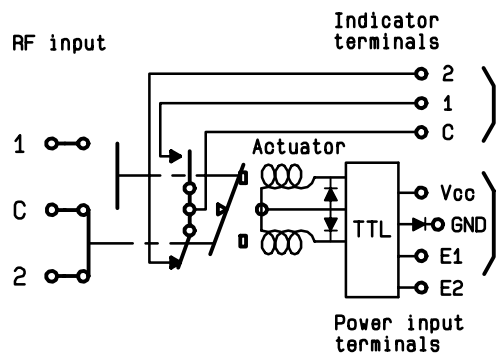 Indicator
terminals
RF input
2
1
C
1
Actuator
C
2
TTL
Vcc
GND
E1
E2
Power input
terminals